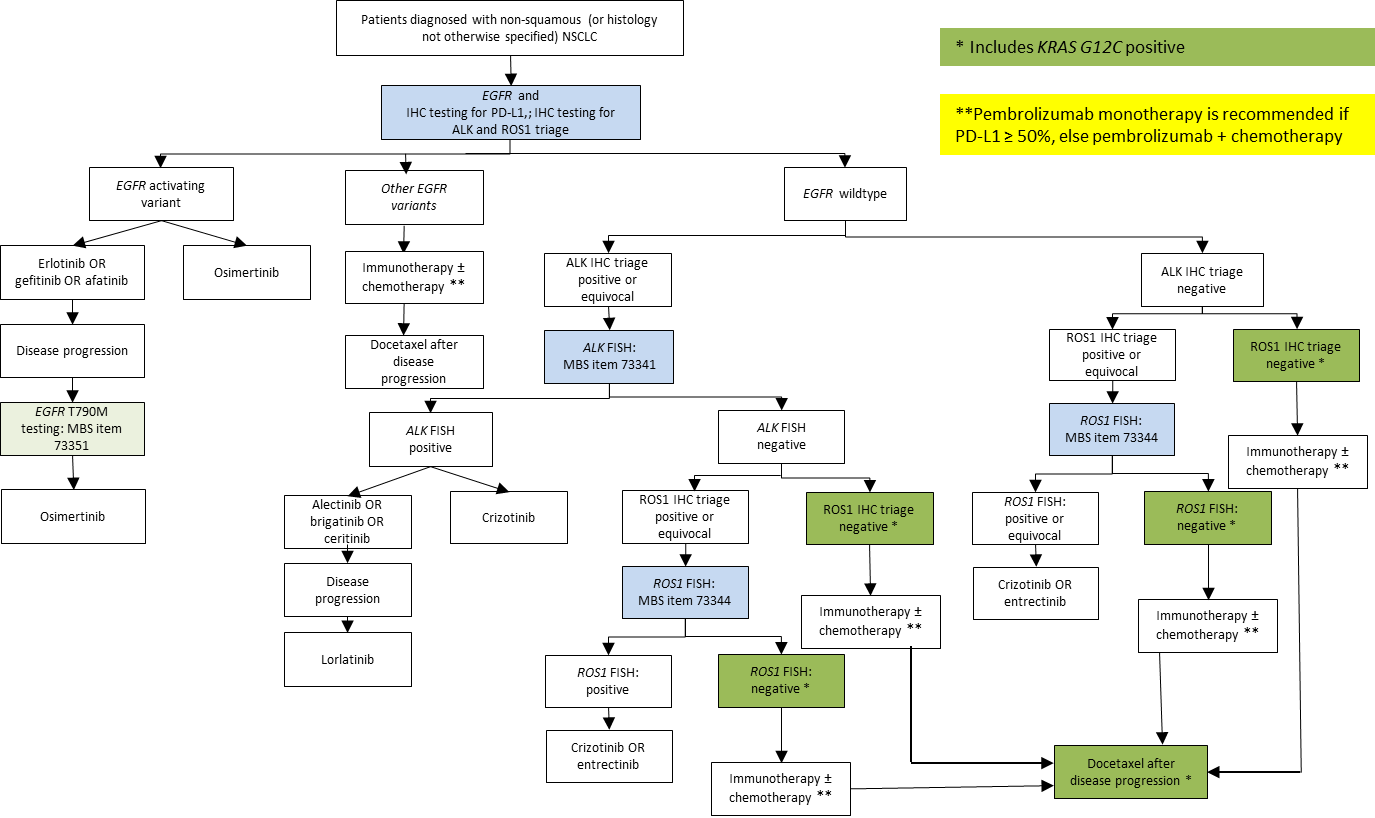 Patients diagnosed with non-squamous (or histology
not otherwise specified) NSCLC
* Includes KRAS G12C positive
EGFR and
IHC testing for PD-L1,; IHC testing for
ALK and ROS1 triage
**Pembrolizumab monotherapy is recommended if
PD-L1 ≥ 50%, else pembrolizumab + chemotherapy
EGFR activating
variant
Other EGFR
variants
EGFR wildtype
Erlotinib OR
gefitinib OR afatinib
Osimertinib
Immunotherapy ±
chemotherapy **
ALK IHC triage
positive or
equivocal
ALK IHC triage
negative
Disease progression
Docetaxel after
disease
progression
ALK FISH:
MBS item 73341
ROS1 IHC triage
positive or
equivocal
ROS1 IHC triage
negative *
EGFR T790M
testing: MBS item
73351
ALK FISH
positive
ALK FISH
negative
ROS1 FISH:
MBS item 73344
Immunotherapy ±
chemotherapy **
Osimertinib
Alectinib OR
brigatinib OR
ceritinib
Crizotinib
ROS1 IHC triage
positive or
equivocal
ROS1 IHC triage
negative *
ROS1 FISH:
positive or
equivocal
ROS1 FISH:
negative *
Disease
progression
ROS1 FISH:
MBS item 73344
Immunotherapy ±
chemotherapy **
Crizotinib OR
entrectinib
Immunotherapy ±
chemotherapy **
Lorlatinib
ROS1 FISH:
positive
ROS1 FISH:
negative *
Crizotinib OR
entrectinib
Immunotherapy ±
chemotherapy **
Docetaxel after
disease progression *